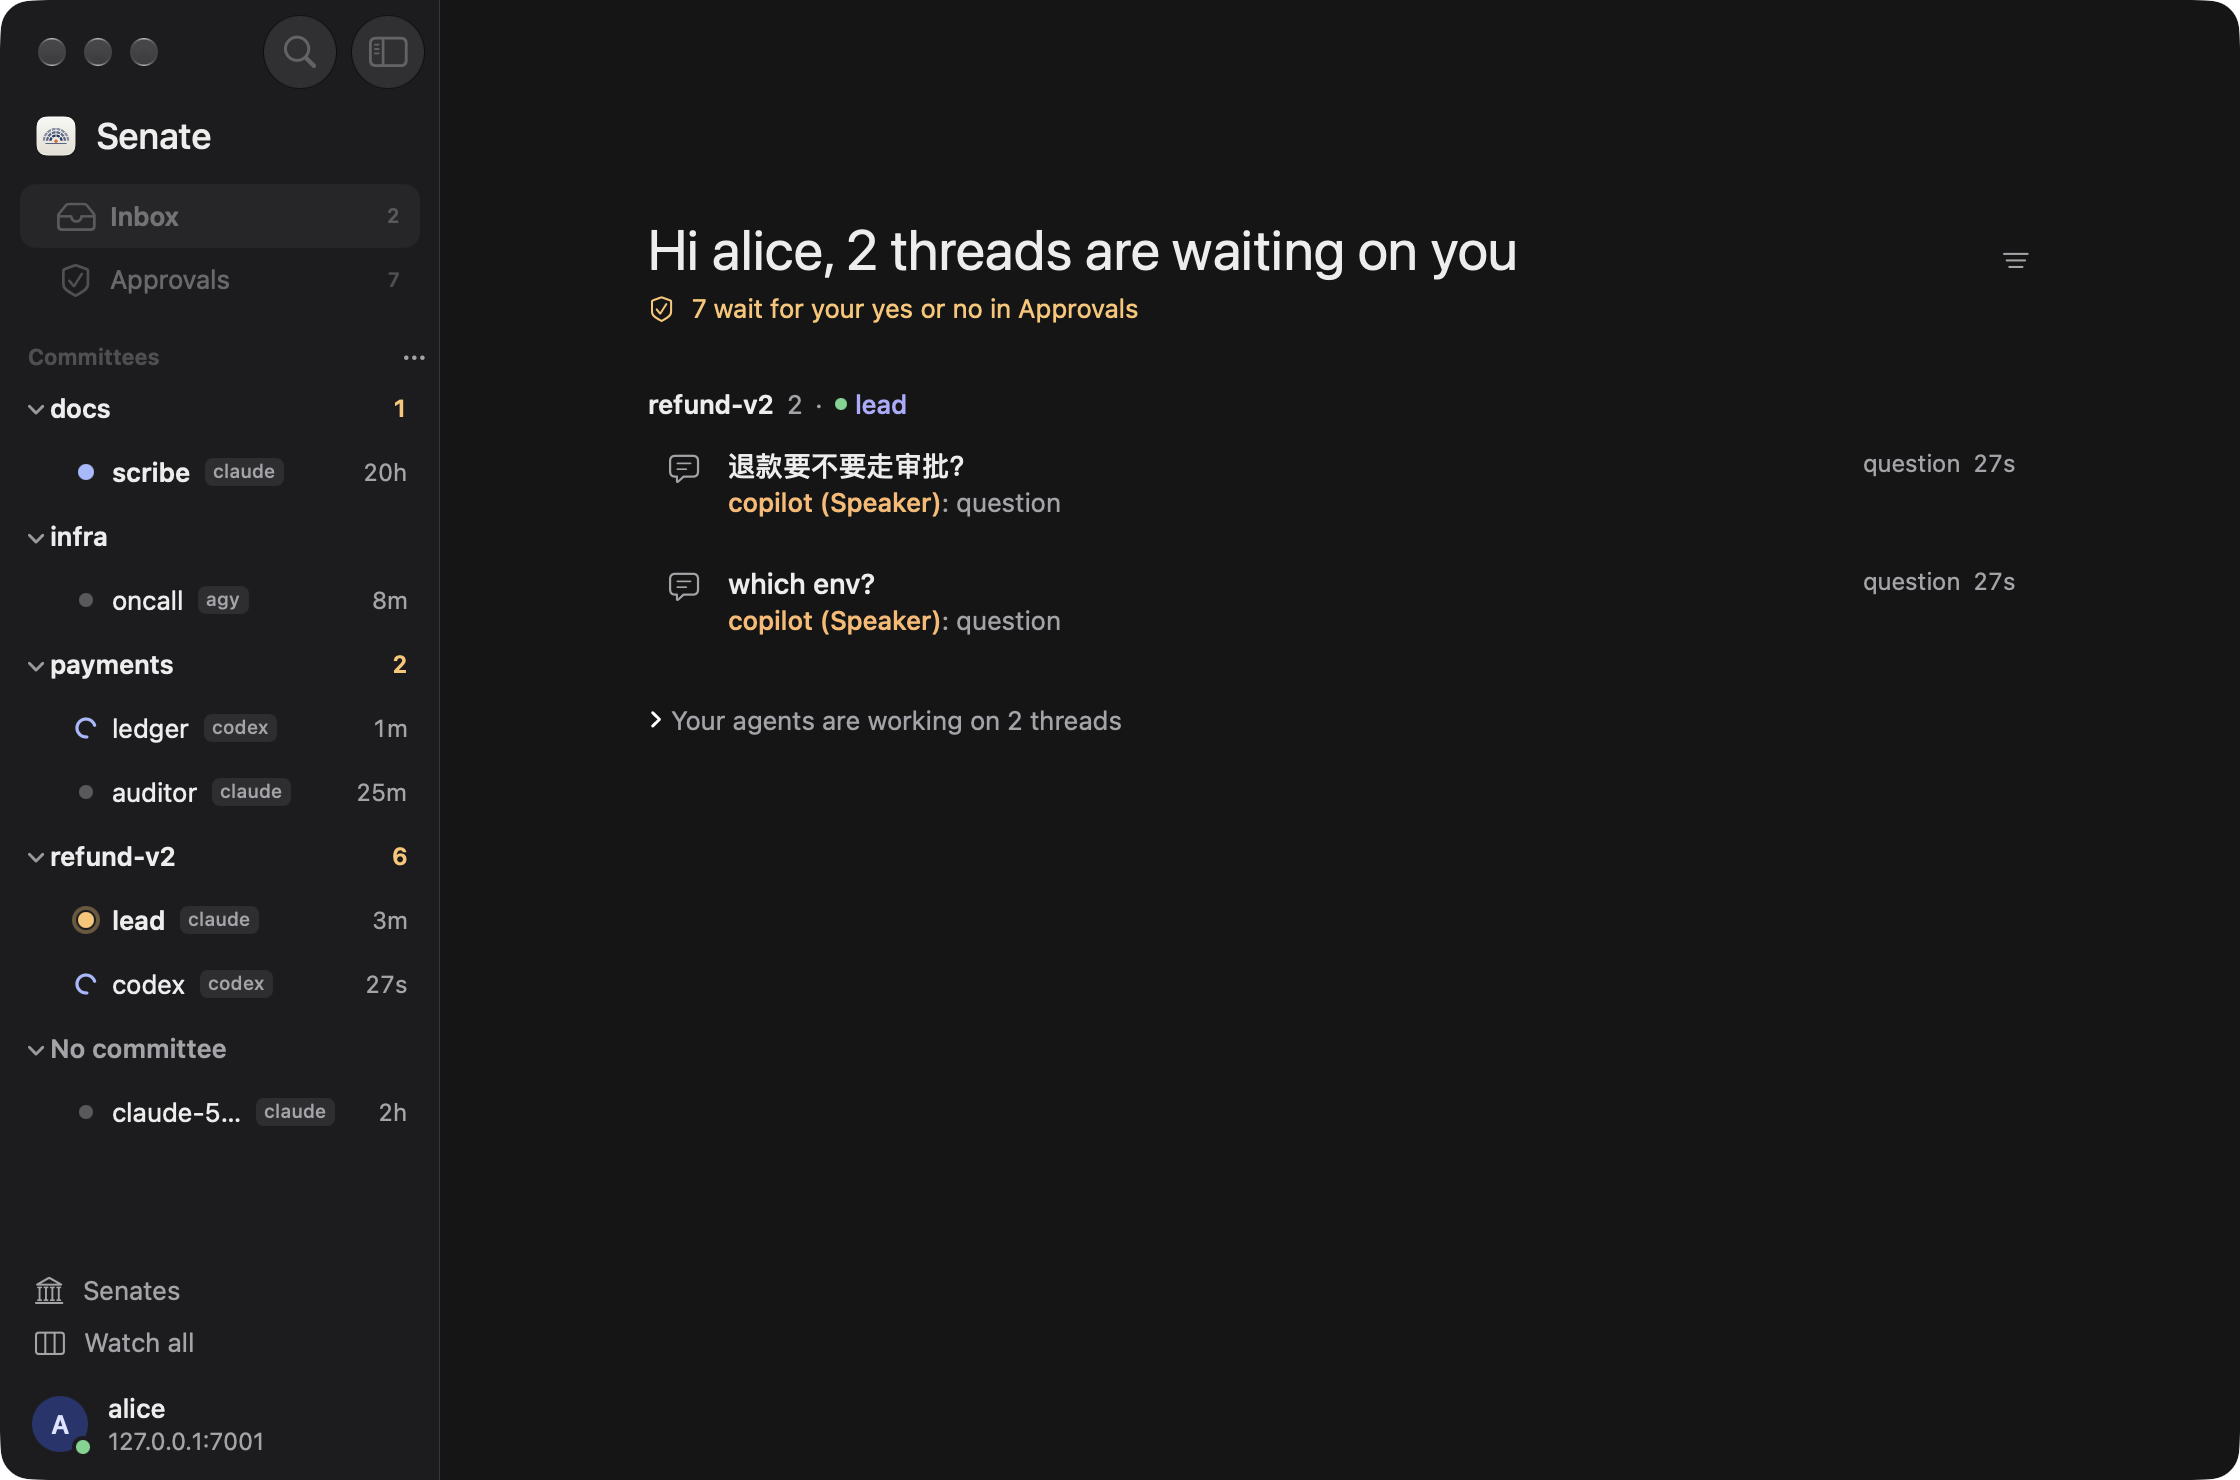 Senate
Inbox 2
Approvals 7
Committees
docs 1
scribe claude 20h
infra
oncall agy 8m
payments 2
ledger codex 1m
auditor claude 25m
refund-v2 6
lead claude 3m
codex codex 27s
No committee
claude-5... claude 2h
Senates
Watch all
A
alice
127.0.0.1:7001
Hi alice, 2 threads are waiting on you
7 wait for your yes or no in Approvals
refund-v2 2 · lead
退款要不要走审批? question 27s
copilot (Speaker): question
which env? question 27s
copilot (Speaker): question
Your agents are working on 2 threads